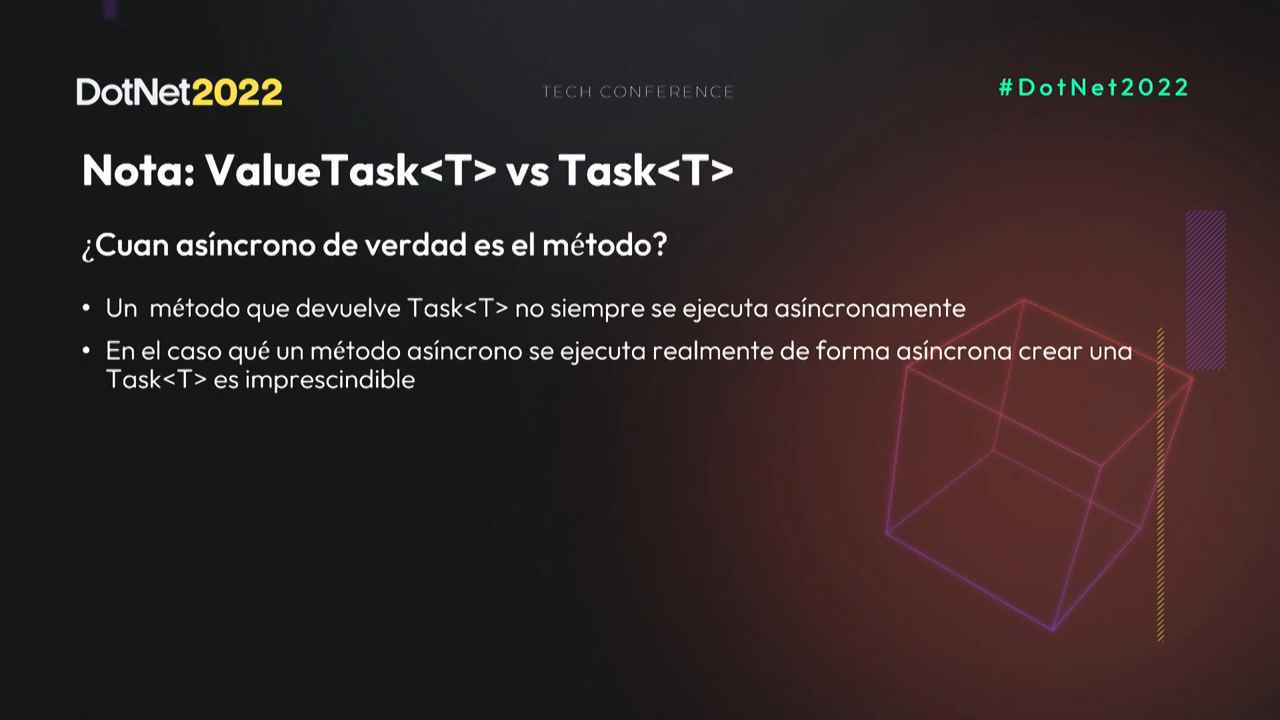 DotNet2022
TECH CONFERENCE
#DotNet2022
Nota: ValueTask<T> vs Task<T>
¿Cuan asíncrono de verdad es el método?
• Un  método que devuelve Task<T> no siempre se ejecuta asíncronamente
• En el caso qué un método asíncrono se ejecuta realmente de forma asíncrona crear una
Task<T> es imprescindible